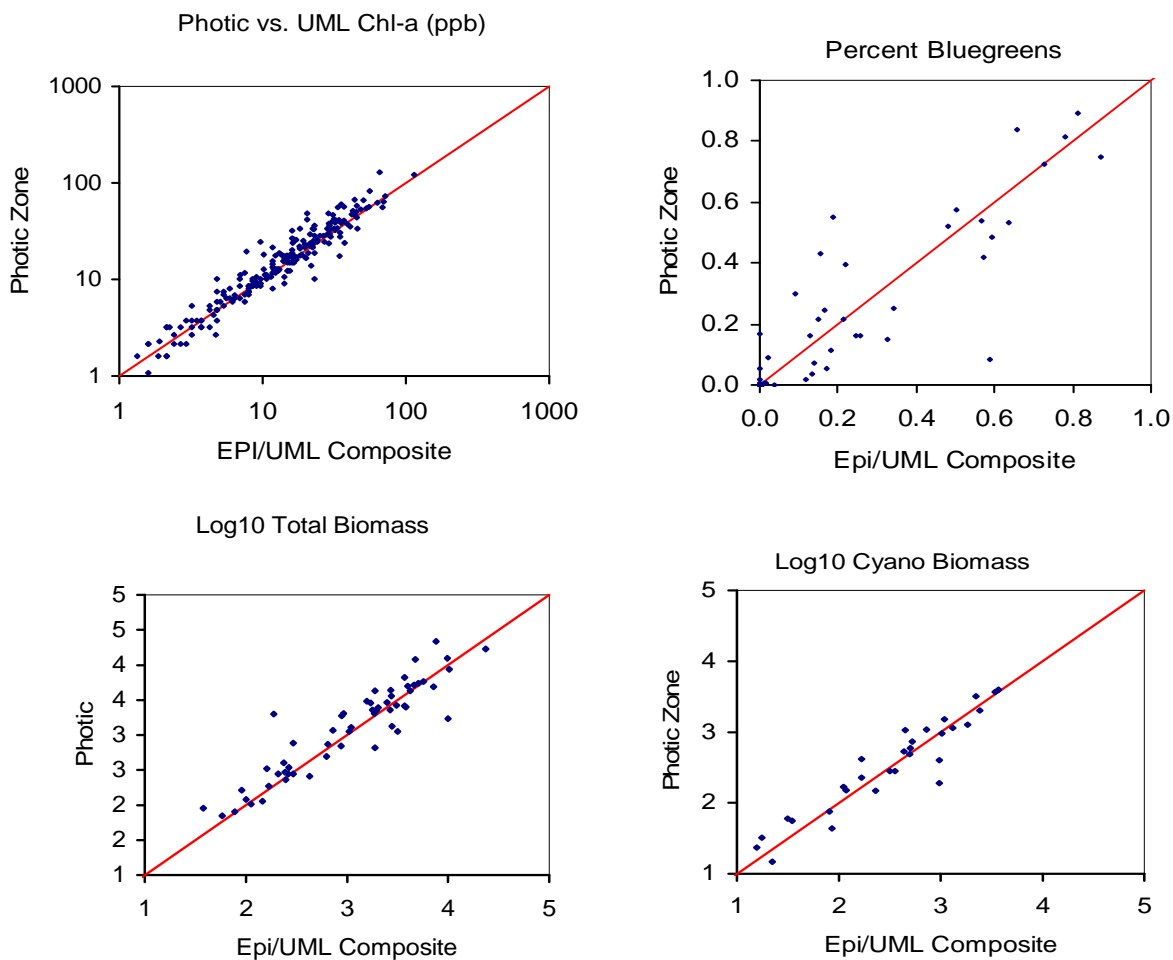 Photic vs. UML Chl-a (ppb)
1000
100
10
1
Photic Zone
1 10 100 1000
EPI/UML Composite
Percent Bluegreens
1.0
0.8
0.6
0.4
0.2
0.0
Photic Zone
0.0 0.2 0.4 0.6 0.8 1.0
Epi/UML Composite
Log10 Total Biomass
5
5
4
4
3
3
2
2
1
Photic
1 2 3 4 5
Epi/UML Composite
Log10 Cyano Biomass
5
4
3
2
1
Photic Zone
1 2 3 4 5
Epi/UML Composite